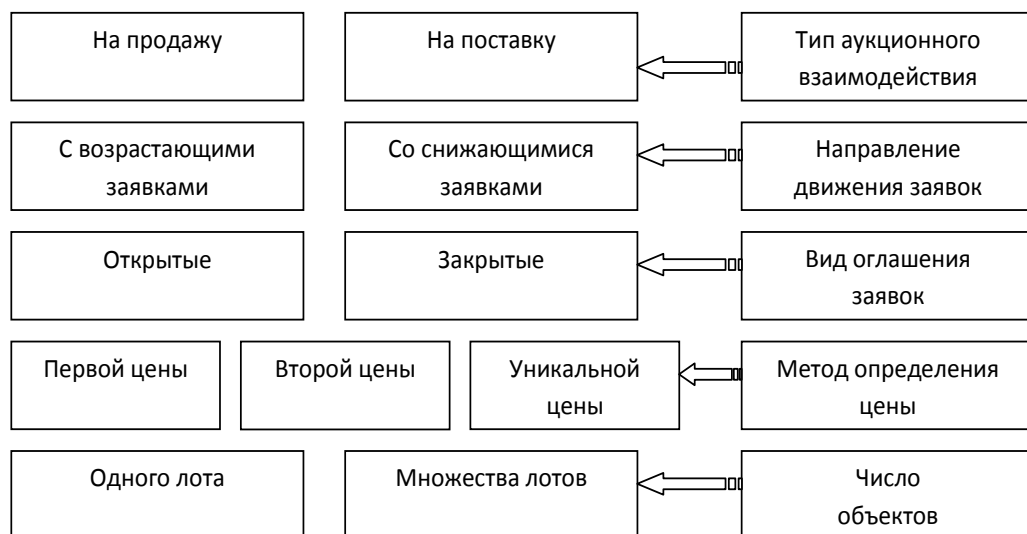 На продажу
На поставку
Тип аукционного
взаимодействия
С возрастающими
заявками
Со снижающимися
заявками
Направление
движения заявок
Открытые
Закрытые
Вид оглашения
заявок
Первой цены
Второй цены
Уникальной
цены
Метод определения
цены
Одного лота
Множества лотов
Число
объектов